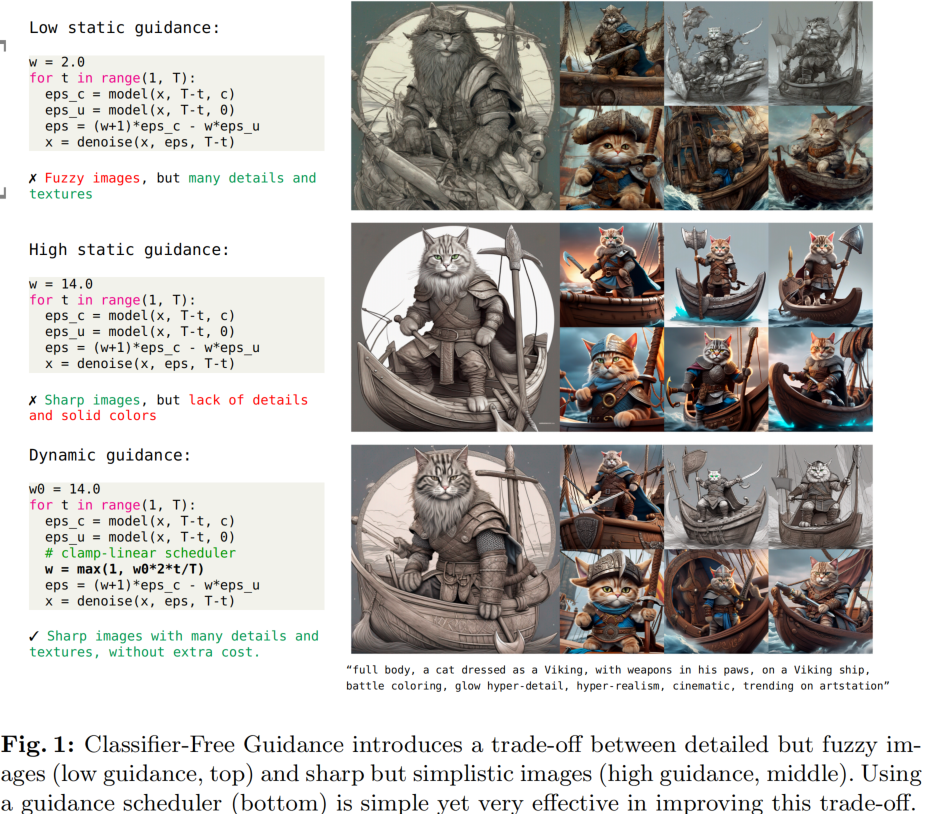 Low static guidance:
w = 2.0
for t in range(1, T):
  eps_c = model(x, T-t, c)
  eps_u = model(x, T-t, 0)
  eps = (w+1)*eps_c - w*eps_u
  x = denoise(x, eps, T-t)
✗ Fuzzy images, but many details and
textures
High static guidance:
w = 14.0
for t in range(1, T):
  eps_c = model(x, T-t, c)
  eps_u = model(x, T-t, 0)
  eps = (w+1)*eps_c - w*eps_u
  x = denoise(x, eps, T-t)
✗ Sharp images, but lack of details
and solid colors
Dynamic guidance:
w0 = 14.0
for t in range(1, T):
  eps_c = model(x, T-t, c)
  eps_u = model(x, T-t, 0)
  # clamp-linear scheduler
  w = max(1, w0*2*t/T)
  eps = (w+1)*eps_c - w*eps_u
  x = denoise(x, eps, T-t)
✓ Sharp images with many details and
textures, without extra cost.
“full body, a cat dressed as a Viking, with weapons in his paws, on a Viking ship,
battle coloring, glow hyper-detail, hyper-realism, cinematic, trending on artstation”
Fig. 1: Classifier-Free Guidance introduces a trade-off between detailed but fuzzy im-
ages (low guidance, top) and sharp but simplistic images (high guidance, middle). Using
a guidance scheduler (bottom) is simple yet very effective in improving this trade-off.